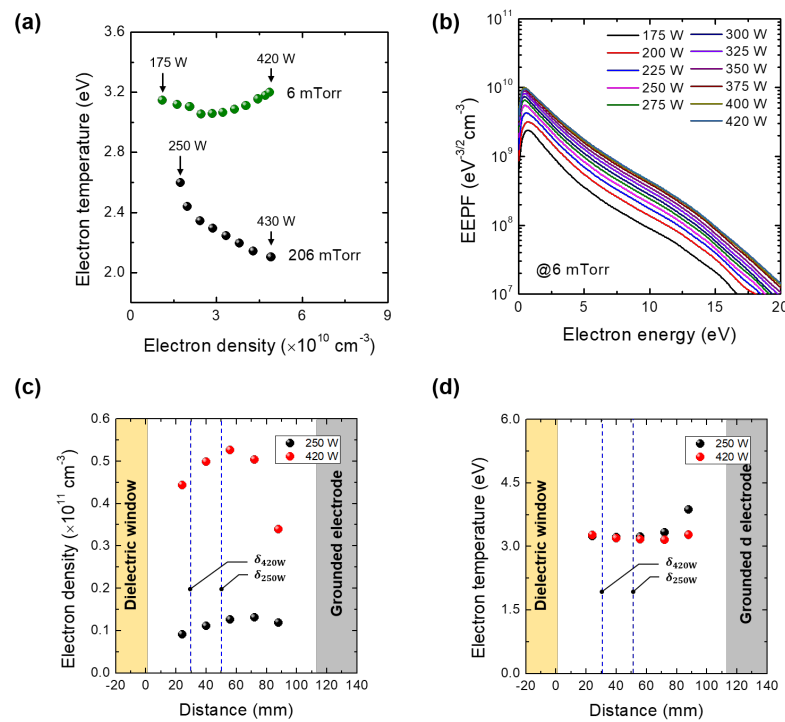 (a)
Electron temperature (eV)
3.6
3.2
2.8
2.4
2.0
175 W
420 W
6 mTorr
250 W
430 W
206 mTorr
0
3
6
9
Electron density (×10¹⁰ cm⁻³)
(b)
EEPF (eV⁻³ᐟ²cm⁻³)
10¹¹
10¹⁰
10⁹
10⁸
10⁷
175 W
200 W
225 W
250 W
275 W
300 W
325 W
350 W
375 W
400 W
420 W
@6 mTorr
0
5
10
15
20
Electron energy (eV)
(c)
Electron density (×10¹¹ cm⁻³)
0.6
0.5
0.3
0.1
0.0
Dielectric window
250 W
420 W
δ420W
δ250W
Grounded electrode
-20
0
20
40
60
80
100
120
140
Distance (mm)
(d)
Electron temperature (eV)
6.0
4.5
3.0
1.5
0.0
Dielectric window
250 W
420 W
δ420W
δ250W
Grounded d electrode
-20
0
20
40
60
80
100
120
140
Distance (mm)